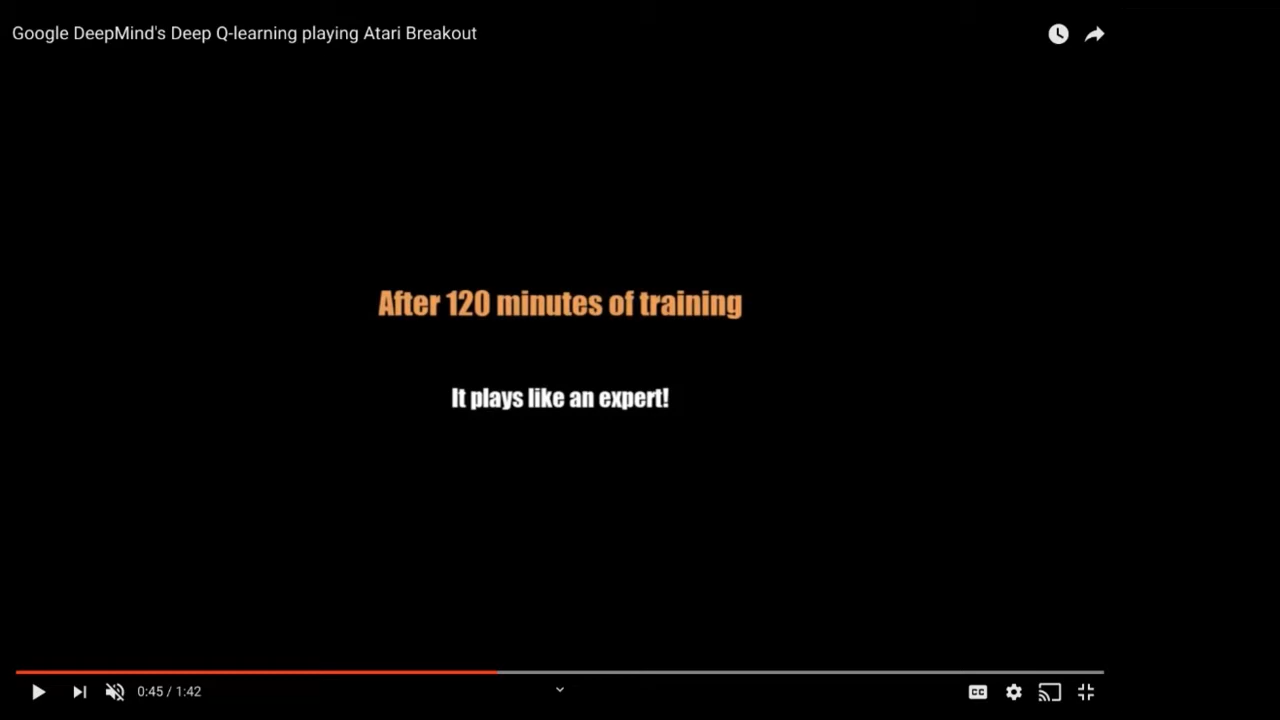 Google DeepMind's Deep Q-learning playing Atari Breakout
After 120 minutes of training
It plays like an expert!
0:45 / 1:42
CC